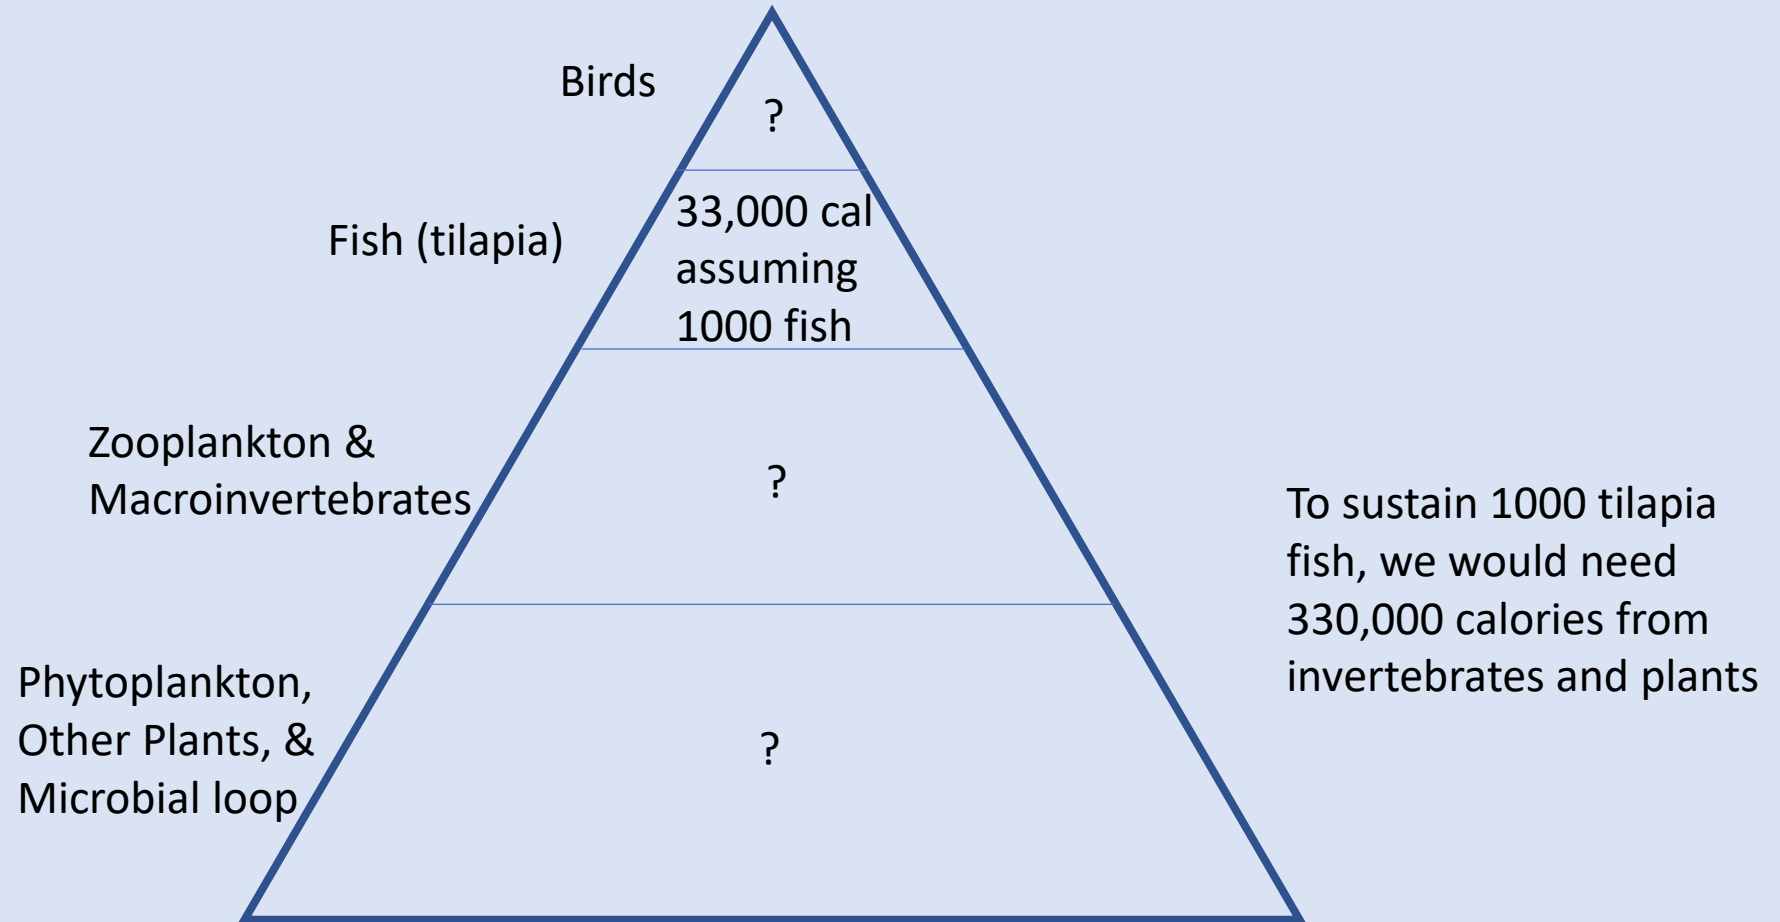 Birds
?
Fish (tilapia)
33,000 cal
assuming
1000 fish
Zooplankton &
Macroinvertebrates
?
To sustain 1000 tilapia
fish, we would need
330,000 calories from
invertebrates and plants
Phytoplankton,
Other Plants, &
Microbial loop
?